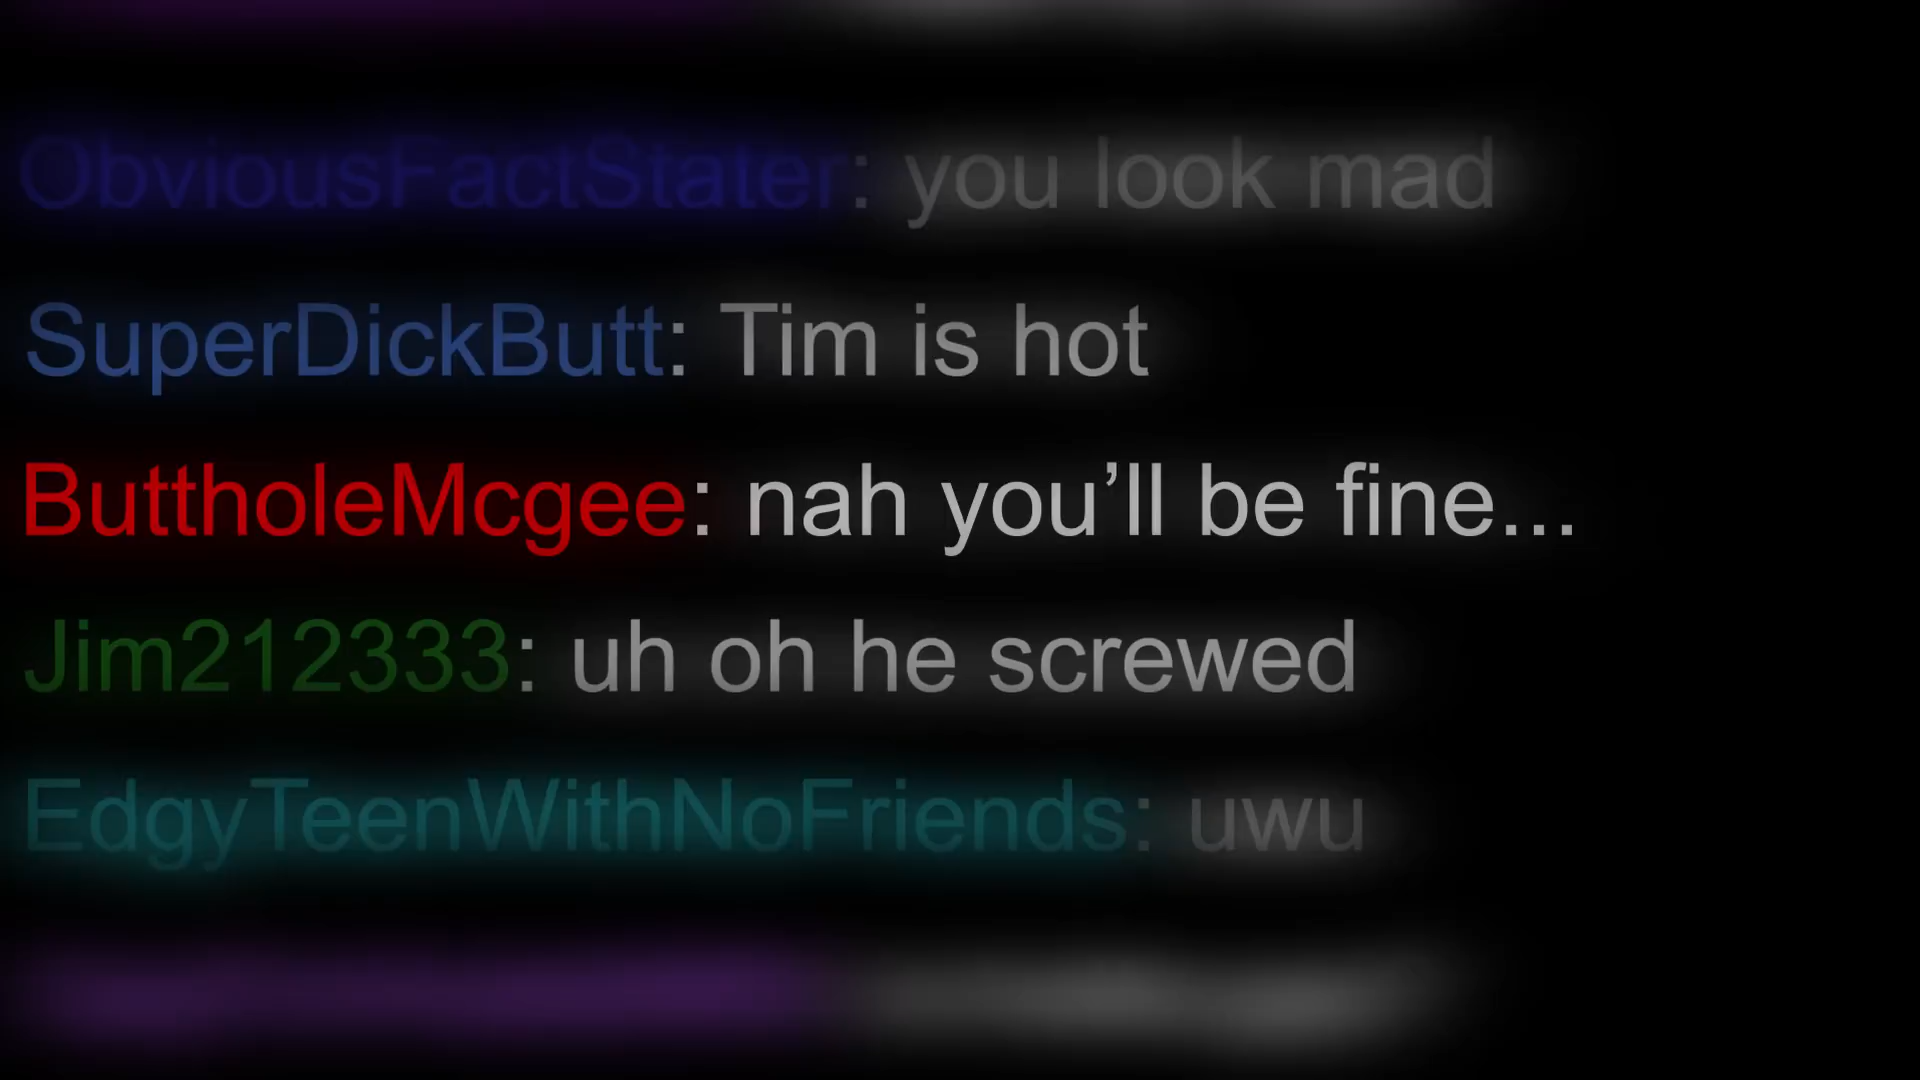 ObviousFactStater: you look mad
SuperDickButt: Tim is hot
ButtholeMcgee: nah you’ll be fine...
Jim212333: uh oh he screwed
EdgyTeenWithNoFriends: uwu